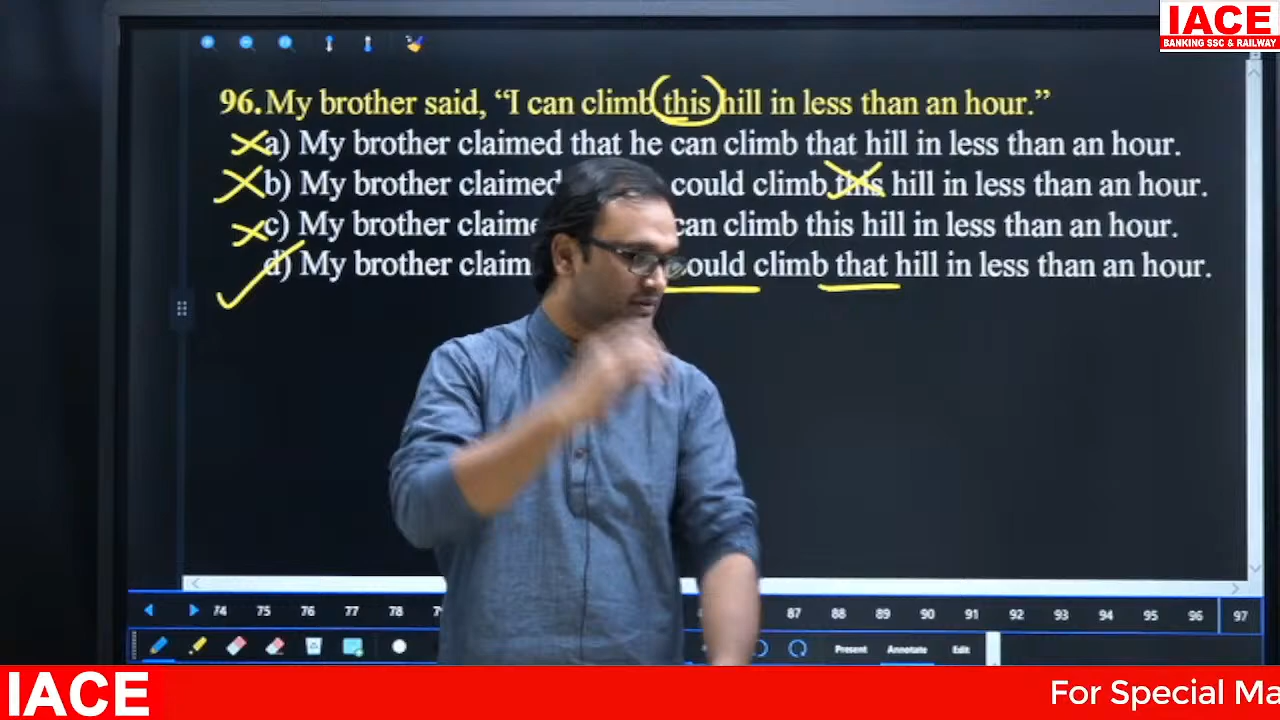 IACE
BANKING SSC & RAILWAY
96. My brother said, “I can climb this hill in less than an hour.”
a) My brother claimed that he can climb that hill in less than an hour.
b) My brother claimed could climb this hill in less than an hour.
c) My brother can climb this hill in less than an hour.
d) My brother climb that hill in less than an hour.
74 75 76 77 78 87 88 89 90 91 92 93 94 95 96 97
Present Annotate Edit
IACE For Special